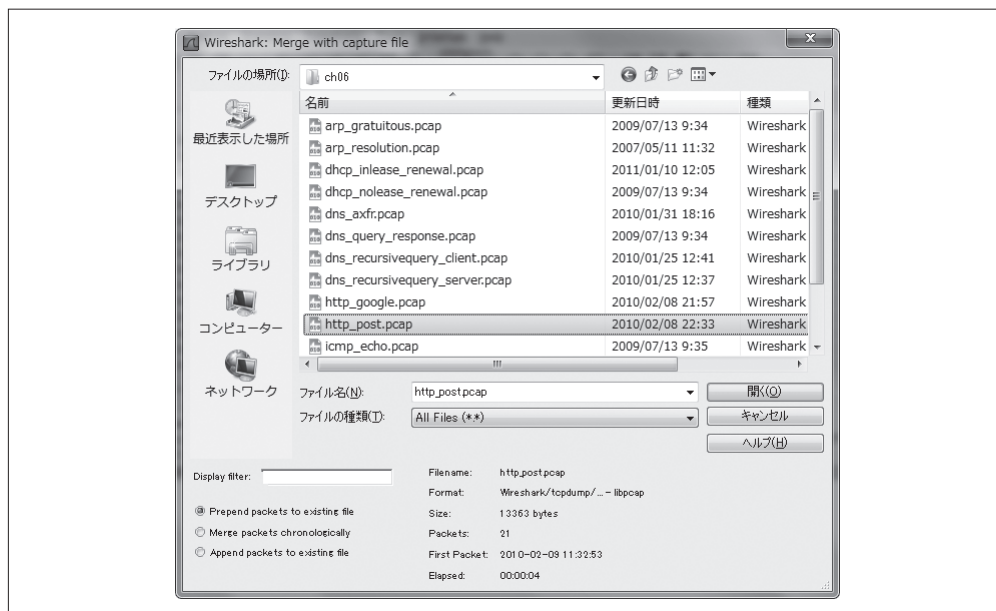 Wireshark: Merge with capture file
ファイルの場所(I):
ch06
最近表示した場所
デスクトップ
ライブラリ
コンピューター
ネットワーク
名前 更新日時 種類
arp_gratuitous.pcap 2009/07/13 9:34 Wireshark
arp_resolution.pcap 2007/05/11 11:32 Wireshark
dhcp_inlease_renewal.pcap 2011/01/10 12:05 Wireshark
dhcp_nolease_renewal.pcap 2009/07/13 9:34 Wireshark
dns_axfr.pcap 2010/01/31 18:16 Wireshark
dns_query_response.pcap 2009/07/13 9:34 Wireshark
dns_recursivequery_client.pcap 2010/01/25 12:41 Wireshark
dns_recursivequery_server.pcap 2010/01/25 12:37 Wireshark
http_google.pcap 2010/02/08 21:57 Wireshark
http_post.pcap 2010/02/08 22:33 Wireshark
icmp_echo.pcap 2009/07/13 9:35 Wireshark
ファイル名(N): http_post.pcap 開く(O)
ファイルの種類(T): All Files (*.*) キャンセル
ヘルプ(H)
Display filter:
Prepend packets to existing file
Merge packets chronologically
Append packets to existing file
Filename: http_post.pcap
Format: Wireshark/tcpdump/... - libpcap
Size: 13363 bytes
Packets: 21
First Packet: 2010-02-09 11:32:53
Elapsed: 00:00:04